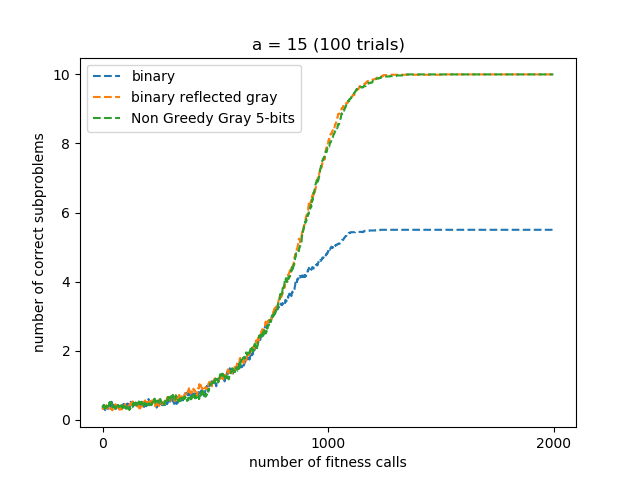 a = 15 (100 trials)
binary
binary reflected gray
Non Greedy Gray 5-bits
number of correct subproblems
10
8
6
4
2
0
0 1000 2000
number of fitness calls